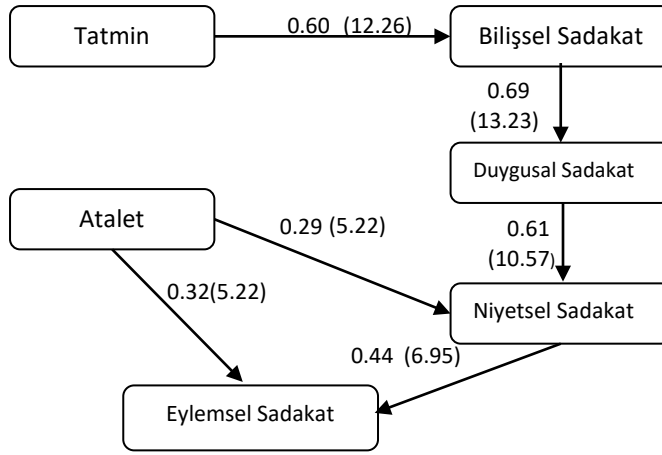 Tatmin
0.60 (12.26)
Bilişsel Sadakat
0.69
(13.23)
Duygusal Sadakat
Atalet
0.29 (5.22)
0.61
(10.57)
0.32(5.22)
Niyetsel Sadakat
0.44 (6.95)
Eylemsel Sadakat